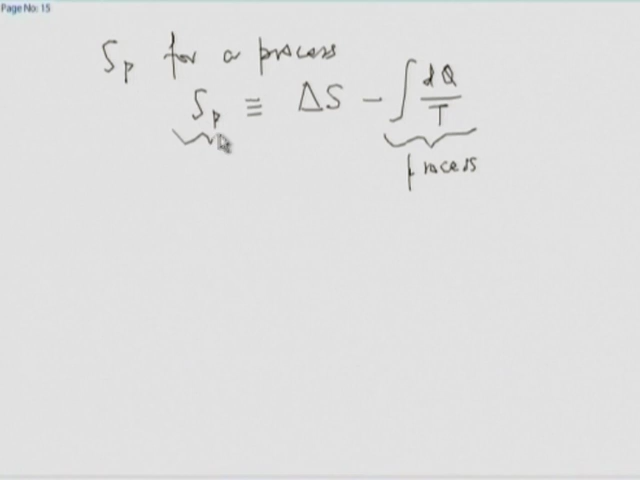 Page No: 15
Sp for a process
Sp ≡ ΔS - ∫ dQ/T
process